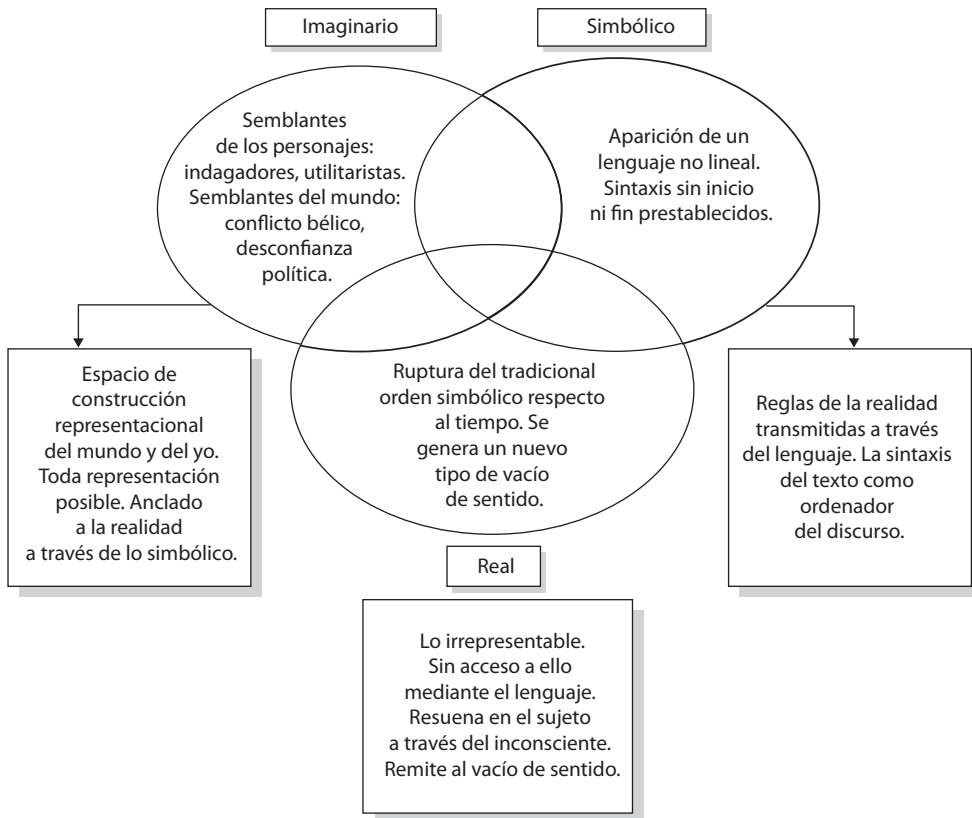 Imaginario
Simbólico
Semblantes
de los personajes:
indagadores, utilitaristas.
Semblantes del mundo:
conflicto bélico,
desconfianza
política.
Aparición de un
lenguaje no lineal.
Sintaxis sin inicio
ni fin prestablecidos.
Ruptura del tradicional
orden simbólico respecto
al tiempo. Se
genera un nuevo
tipo de vacío
de sentido.
Espacio de
construcción
representacional
del mundo y del yo.
Toda representación
posible. Anclado
a la realidad
a través de lo simbólico.
Reglas de la realidad
transmitidas a través
del lenguaje. La sintaxis
del texto como
ordenador
del discurso.
Real
Lo irrepresentable.
Sin acceso a ello
mediante el lenguaje.
Resuena en el sujeto
a través del inconsciente.
Remite al vacío de sentido.